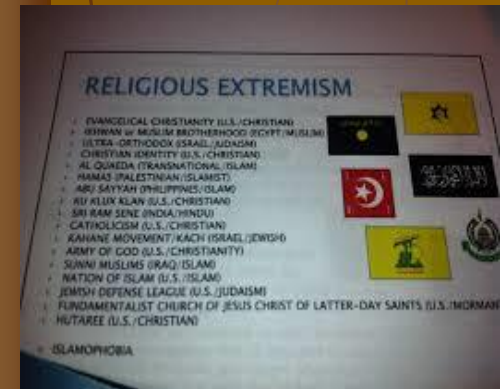 RELIGIOUS EXTREMISM
EVANGELICAL CHRISTIANITY (U.S./CHRISTIAN)
IKHWAN or MUSLIM BROTHERHOOD (EGYPT/MUSLIM)
ULTRA-ORTHODOX (ISRAEL/JUDAISM)
CHRISTIAN IDENTITY (U.S./CHRISTIAN)
AL QUAEDA (TRANSNATIONAL/ISLAM)
HAMAS (PALESTINIAN/ISLAMIST)
ABU SAYYAH (PHILIPPINES/ISLAM)
KU KLUX KLAN (U.S./CHRISTIAN)
SRI RAM SENE (INDIA/HINDU)
CATHOLICISM (U.S./CHRISTIAN)
KAHANE MOVEMENT/KACH (ISRAEL/JEWISH)
ARMY OF GOD (U.S./CHRISTIANITY)
SUNNI MUSLIMS (IRAQ/ISLAM)
NATION OF ISLAM (U.S./ISLAM)
JEWISH DEFENSE LEAGUE (U.S./JUDAISM)
FUNDAMENTALIST CHURCH OF JESUS CHRIST OF LATTER-DAY SAINTS (U.S./MORMAN
HUTAREE (U.S./CHRISTIAN)
ISLAMOPHOBIA